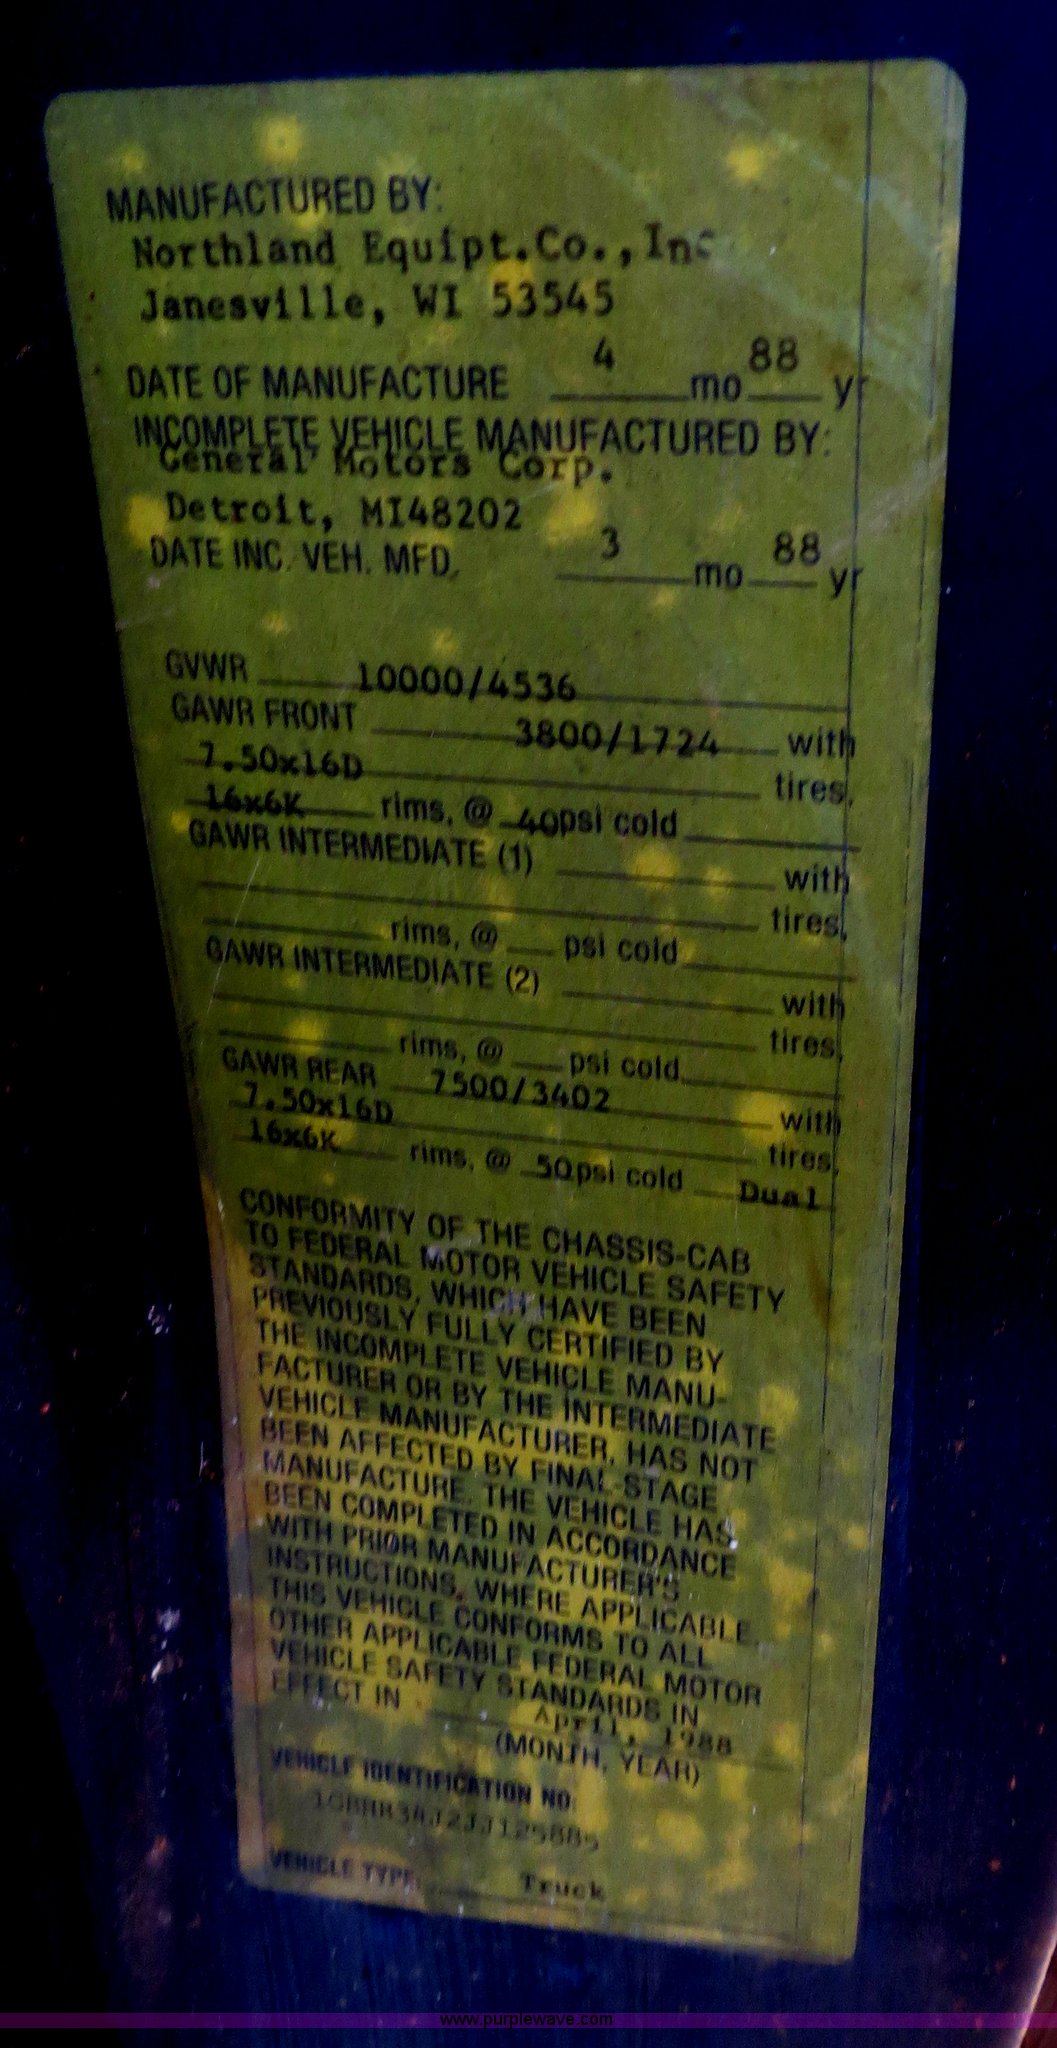 MANUFACTURED BY:
Northland Equipt.Co.,Inc
Janesville, WI 53545
DATE OF MANUFACTURE 4 mo 88 yr
INCOMPLETE VEHICLE MANUFACTURED BY:
General Motors Corp.
Detroit, MI48202
DATE INC. VEH. MFD. 3 mo 88 yr
GVWR 10000/4536
GAWR FRONT 3800/1724 with
7.50x16D tires,
16x6K rims, @ 40psi cold
GAWR INTERMEDIATE (1) with
tires,
rims, @ psi cold
GAWR INTERMEDIATE (2) with
tires,
rims, @ psi cold
GAWR REAR 7500/3402 with
7.50x16D tires,
16x6K rims, @ 50psi cold Dual
CONFORMITY OF THE CHASSIS-CAB
TO FEDERAL MOTOR VEHICLE SAFETY
STANDARDS, WHICH HAVE BEEN
PREVIOUSLY FULLY CERTIFIED BY
THE INCOMPLETE VEHICLE MANU-
FACTURER OR BY THE INTERMEDIATE
VEHICLE MANUFACTURER, HAS NOT
BEEN AFFECTED BY FINAL-STAGE
MANUFACTURE. THE VEHICLE HAS
BEEN COMPLETED IN ACCORDANCE
WITH PRIOR MANUFACTURER'S
INSTRUCTIONS, WHERE APPLICABLE.
THIS VEHICLE CONFORMS TO ALL
OTHER APPLICABLE FEDERAL MOTOR
VEHICLE SAFETY STANDARDS IN
EFFECT IN April, 1988
(MONTH, YEAR)
VEHICLE IDENTIFICATION NO:
VEHICLE TYPE Truck
www.purplewave.com